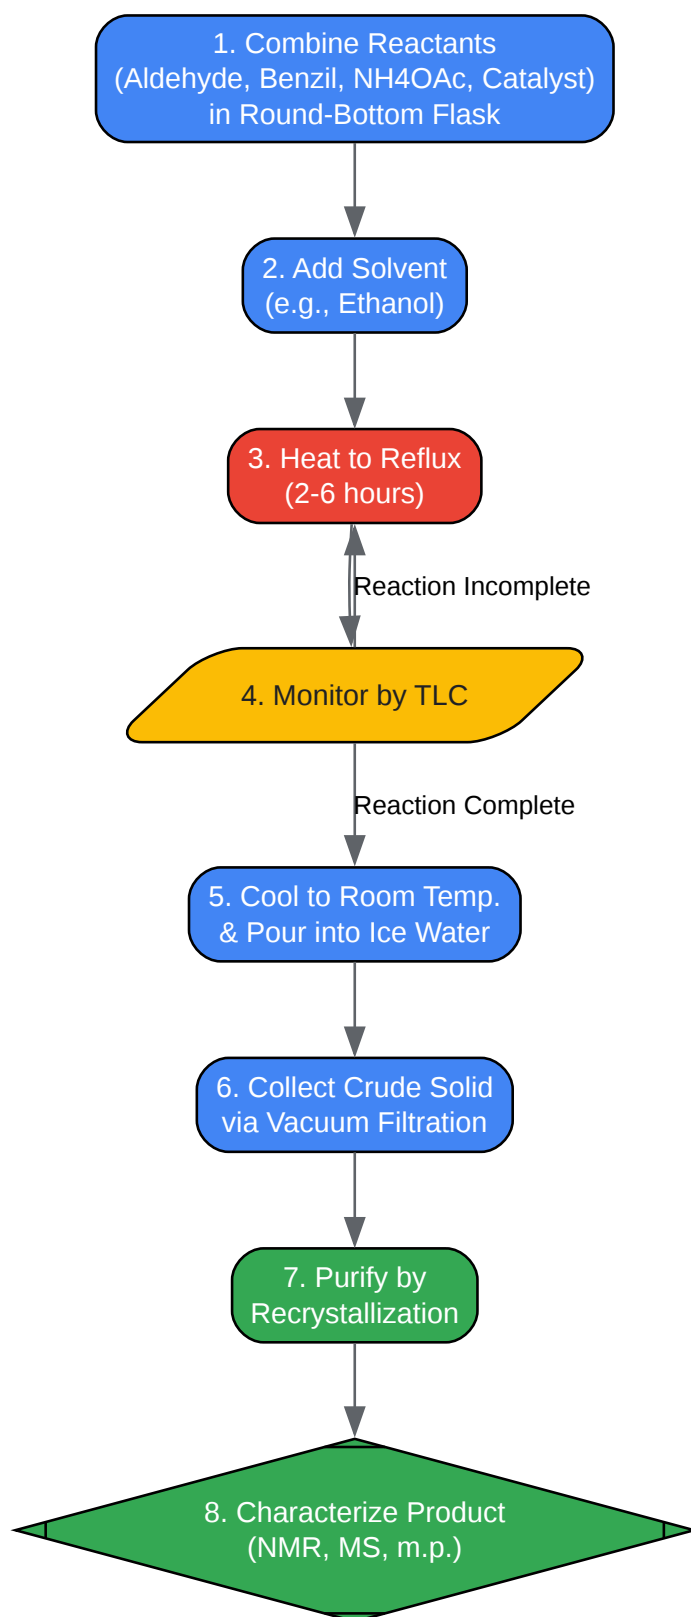 1. Combine Reactants
(Aldehyde, Benzil, NH4OAc, Catalyst)
in Round-Bottom Flask
2. Add Solvent
(e.g., Ethanol)
3. Heat to Reflux
(2-6 hours)
Reaction Incomplete
4. Monitor by TLC
Reaction Complete
5. Cool to Room Temp.
& Pour into Ice Water
6. Collect Crude Solid
via Vacuum Filtration
7. Purify by
Recrystallization
8. Characterize Product
(NMR, MS, m.p.)